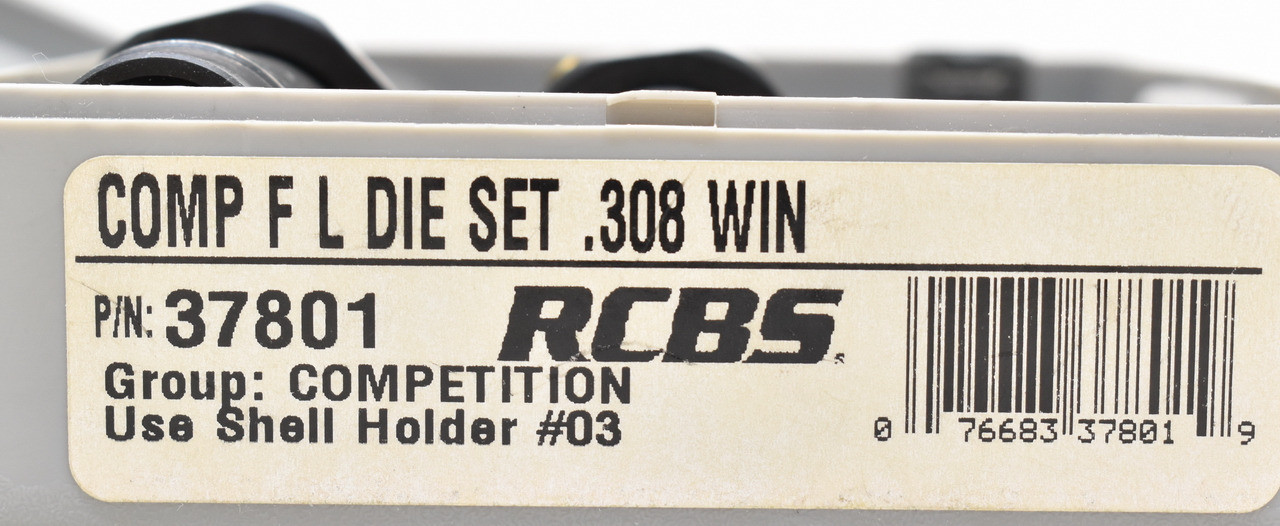 COMP F L DIE SET .308 WIN
P/N: 37801
RCBS
Group: COMPETITION
Use Shell Holder #03
0 76683 37801 9